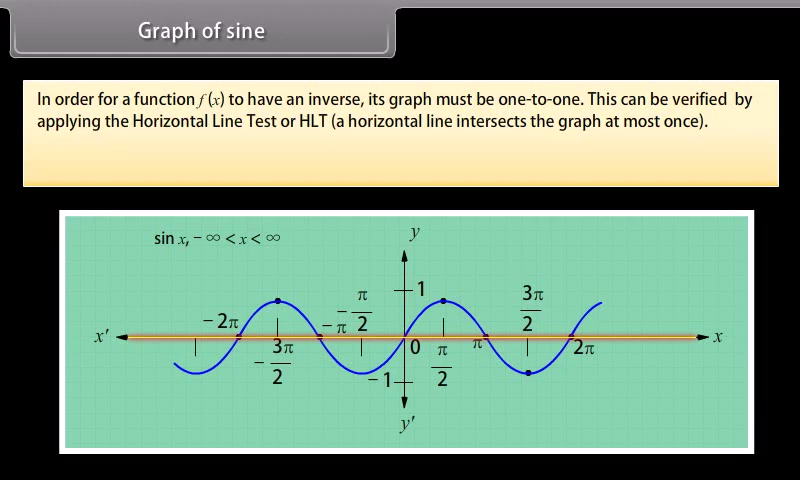 Graph of sine
In order for a function f (x) to have an inverse, its graph must be one-to-one. This can be verified by
applying the Horizontal Line Test or HLT (a horizontal line intersects the graph at most once).
sin x, – ∞ < x < ∞
y
1
– π/2
3π/2
– 2π
– π
x′
x
0
– 3π/2
π/2
π
2π
– 1
y′